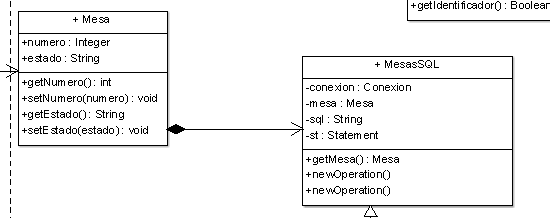 +getIdentificador() : Boolean
+ Mesa
+numero : Integer
+estado : String
+getNumero() : int
+setNumero(numero) : void
+getEstado() : String
+setEstado(estado) : void
+ MesasSQL
-conexion : Conexion
-mesa : Mesa
-sql : String
-st : Statement
+getMesa() : Mesa
+newOperation()
+newOperation()